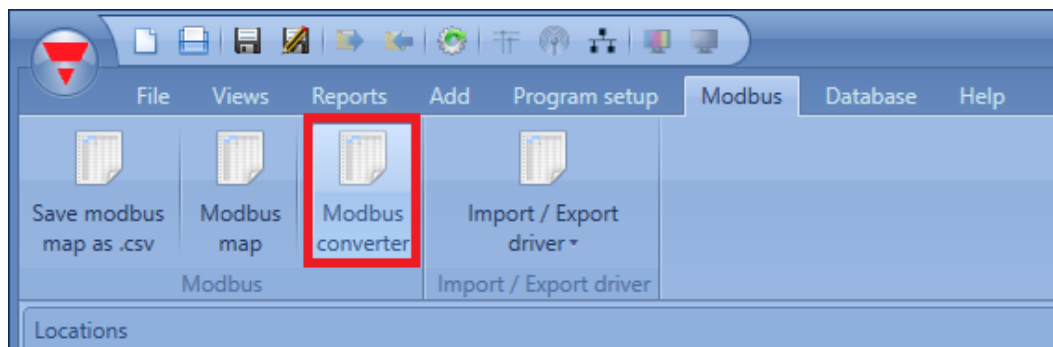 File Views Reports Add Program setup Modbus Database Help
Save modbus
map as .csv
Modbus
map
Modbus
converter
Import / Export
driver
Modbus
Import / Export driver
Locations